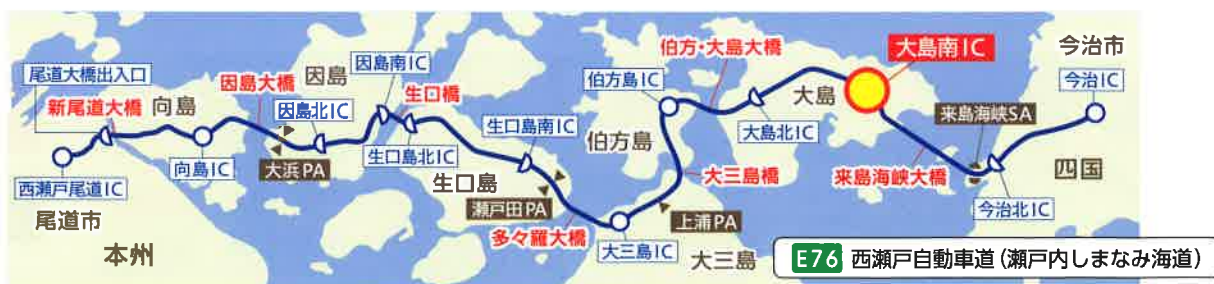 尾道大橋出入口
新尾道大橋
向島
因島大橋
因島
因島南IC
生口橋
因島北IC
西瀬戸尾道IC
向島IC
大浜PA
生口島北IC
生口島南IC
尾道市
生口島
瀬戸田PA
本州
多々羅大橋
大三島IC
伯方・大島大橋
伯方島IC
伯方島
大島北IC
大島
大島南IC
今治市
今治IC
来島海峡SA
大三島橋
来島海峡大橋
四国
上浦PA
今治北IC
大三島
E76 西瀬戸自動車道(瀬戸内しまなみ海道)